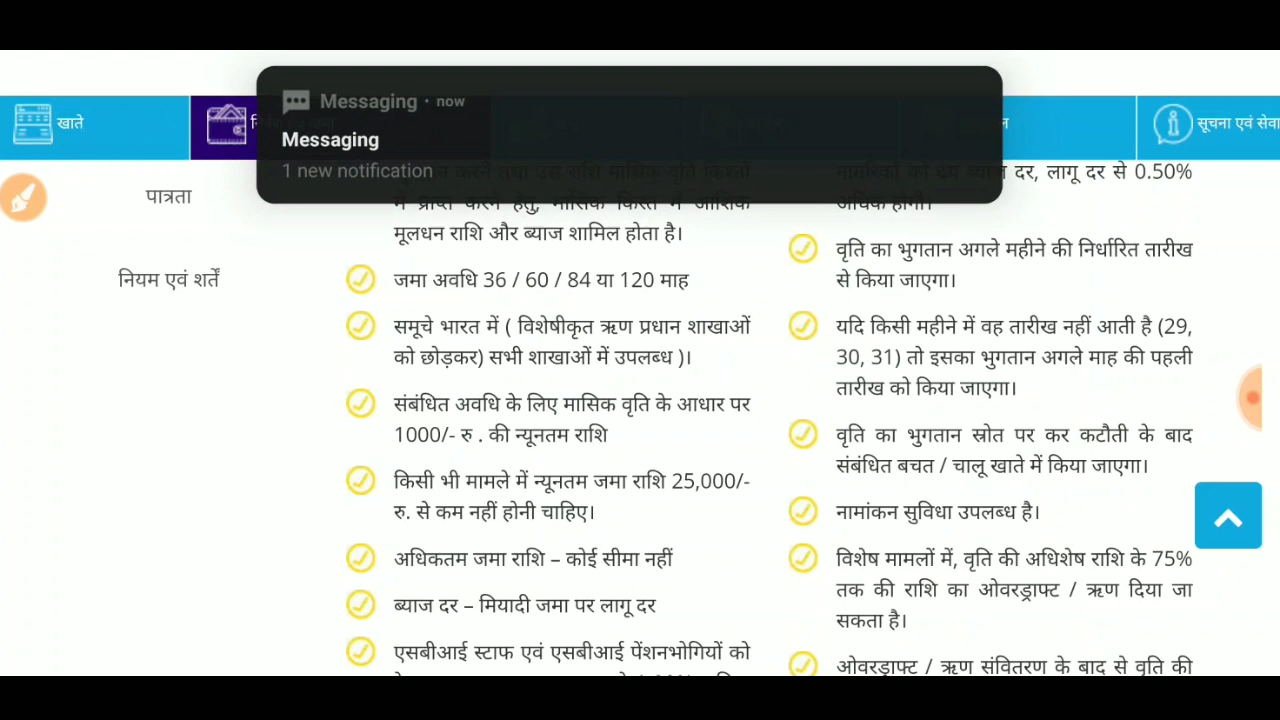 Messaging • now
Messaging
1 new notification
खाते
सूचना एवं सेवा
पात्रता
नियम एवं शर्तें
मूलधन राशि और ब्याज शामिल होता है।
जमा अवधि 36 / 60 / 84 या 120 माह
समूचे भारत में ( विशेषीकृत ऋण प्रधान शाखाओं
को छोड़कर) सभी शाखाओं में उपलब्ध )।
संबंधित अवधि के लिए मासिक वृति के आधार पर
1000/- रु . की न्यूनतम राशि
किसी भी मामले में न्यूनतम जमा राशि 25,000/-
रु. से कम नहीं होनी चाहिए।
अधिकतम जमा राशि – कोई सीमा नहीं
ब्याज दर – मियादी जमा पर लागू दर
एसबीआई स्टाफ एवं एसबीआई पेंशनभोगियों को
दर, लागू दर से 0.50%
अधिक होगी।
वृति का भुगतान अगले महीने की निर्धारित तारीख
से किया जाएगा।
यदि किसी महीने में वह तारीख नहीं आती है (29,
30, 31) तो इसका भुगतान अगले माह की पहली
तारीख को किया जाएगा।
वृति का भुगतान स्रोत पर कर कटौती के बाद
संबंधित बचत / चालू खाते में किया जाएगा।
नामांकन सुविधा उपलब्ध है।
विशेष मामलों में, वृति की अधिशेष राशि के 75%
तक की राशि का ओवरड्राफ्ट / ऋण दिया जा
सकता है।
ओवरड्राफ्ट / ऋण संवितरण के बाद से वृति की